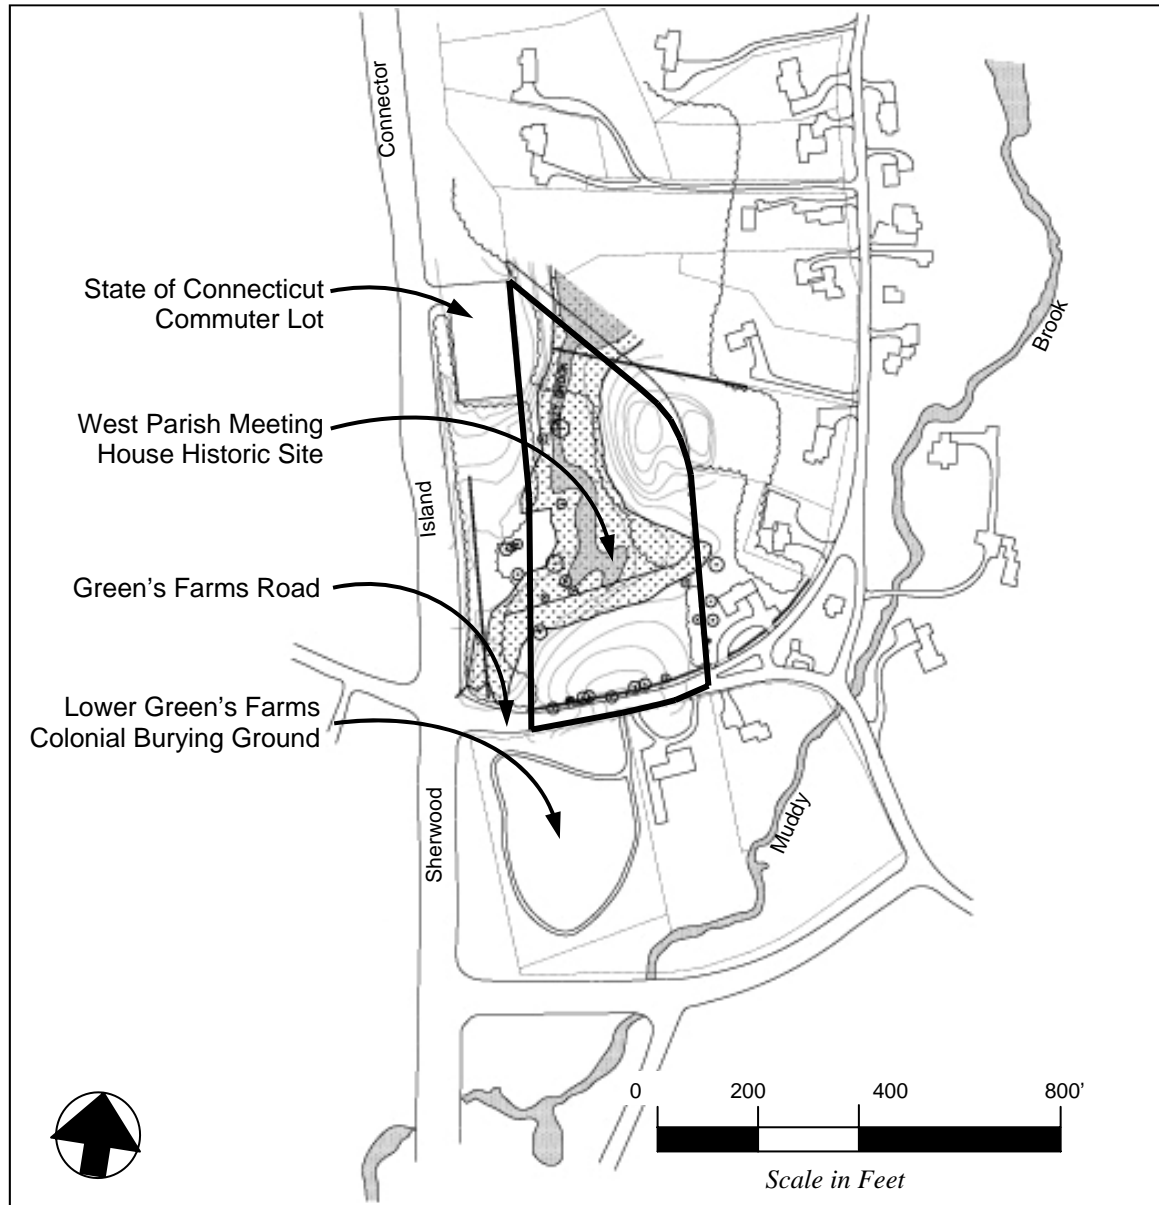 Connector
State of Connecticut
Commuter Lot
Brook
West Parish Meeting
House Historic Site
Island
Green's Farms Road
Lower Green's Farms
Colonial Burying Ground
Sherwood
Muddy
0 200 400 800’
Scale in Feet